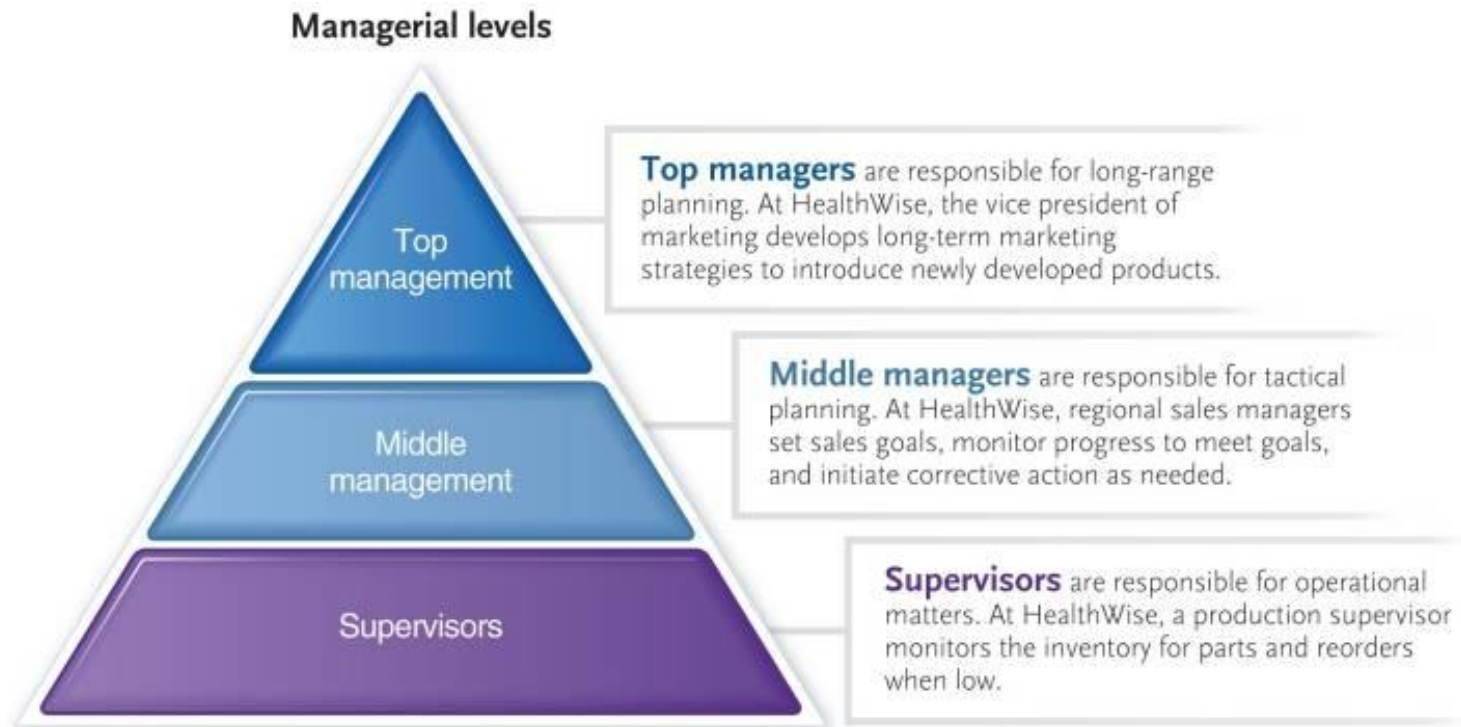 Managerial levels
Top
management
Top managers are responsible for long-range
planning. At HealthWise, the vice president of
marketing develops long-term marketing
strategies to introduce newly developed products.
Middle
management
Middle managers are responsible for tactical
planning. At HealthWise, regional sales managers
set sales goals, monitor progress to meet goals,
and initiate corrective action as needed.
Supervisors
Supervisors are responsible for operational
matters. At HealthWise, a production supervisor
monitors the inventory for parts and reorders
when low.